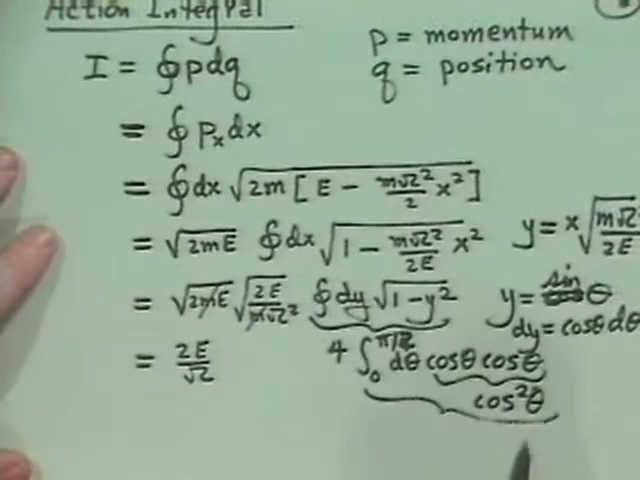 Action Integral
I = ∮pdq
p = momentum
q = position
= ∮ pₓdx
= ∮dx √2m [ E − mΩ²/2 x² ]
= √2mE ∮dx √1 − mΩ²/2E x²
y = x √mΩ²/2E
= √2mE √2E/mΩ² ∮dy √1−y²
y = sin θ
dy = cosθ dθ
= 2E/Ω 4 ∫₀^π/2 dθ cosθ cosθ
cos²θ